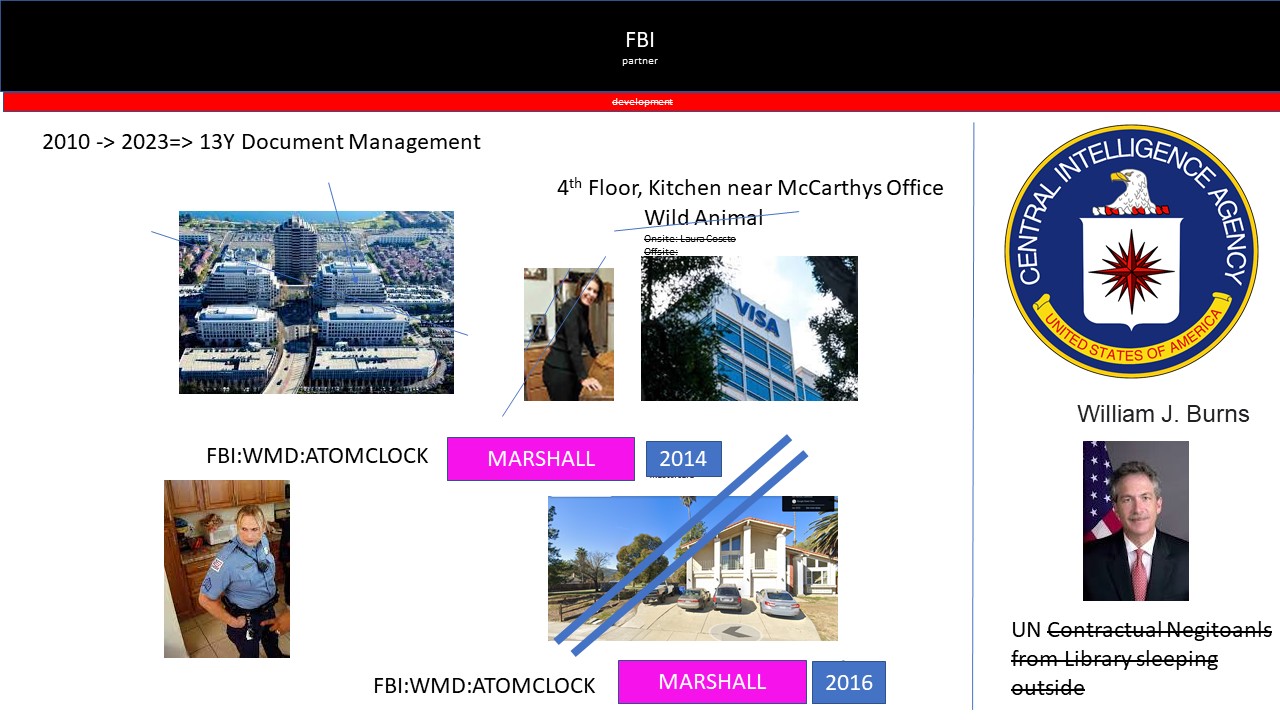 FBI
partner
development
2010 -> 2023=> 13Y Document Management
4th Floor, Kitchen near McCarthys Office
Wild Animal
Onsite: Laura Coseto
Offsite:
VISA
FBI:WMD:ATOMCLOCK
MARSHALL
2014
FBI:WMD:ATOMCLOCK
MARSHALL
2016
CENTRAL INTELLIGENCE AGENCY
UNITED STATES OF AMERICA
William J. Burns
UN Contractual Negitoanls
from Library sleeping
outside